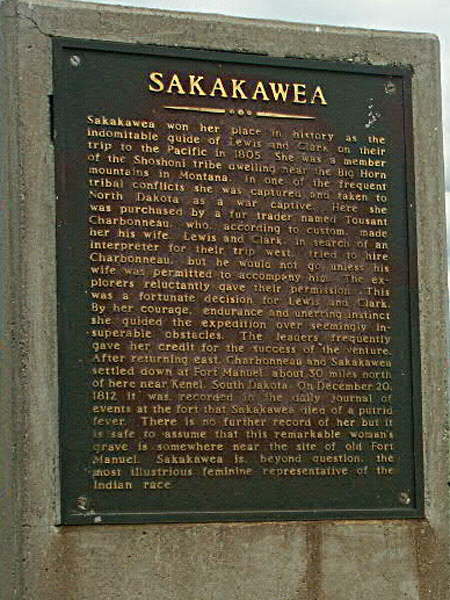 SAKAKAWEA
Sakakawea won her place in history as the
indomitable guide of Lewis and Clark on their
trip to the Pacific in 1805. She was a member
of the Shoshoni tribe dwelling near the Big Horn
mountains in Montana. In one of the frequent
tribal conflicts she was captured and taken to
North Dakota as a war captive. Here she
was purchased by a fur trader named Tousant
Charbonneau, who, according to custom, made
her his wife. Lewis and Clark, in search of an
interpreter for their trip west, tried to hire
Charbonneau, but he would not go unless his
wife was permitted to accompany him. The ex-
plorers reluctantly gave their permission. This
was a fortunate decision for Lewis and Clark.
By her courage, endurance and unerring instinct
she guided the expedition over seemingly in-
superable obstacles. The leaders frequently
gave her credit for the success of the venture.
After returning east, Charbonneau and Sakakawea
settled down at Fort Manuel, about 30 miles north
of here near Kenel, South Dakota. On December 20,
1812 it was recorded in the daily journal of
events at the fort that Sakakawea died of a putrid
fever. There is no further record of her but it
is safe to assume that this remarkable woman's
grave is somewhere near the site of old Fort
Manuel. Sakakawea is, beyond question, the
most illustrious feminine representative of the
Indian race.